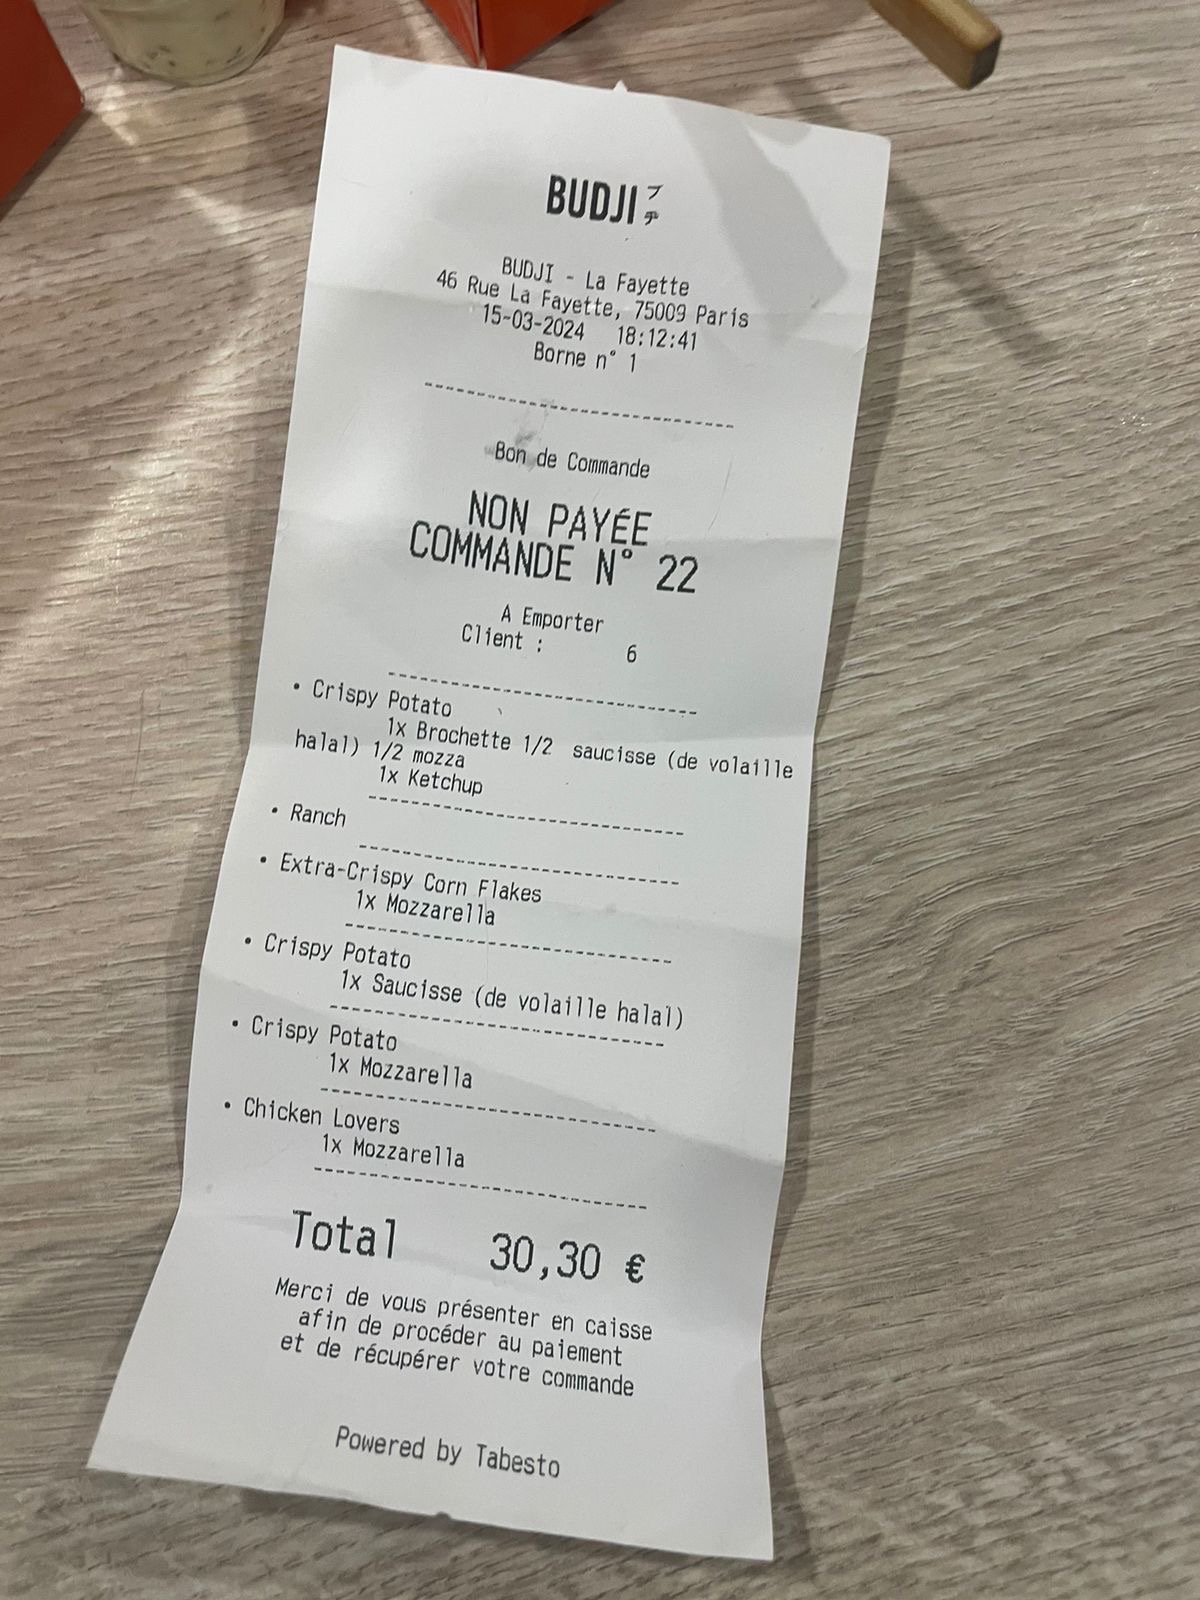 BUDJI ブヂ
BUDJI - La Fayette
46 Rue La Fayette, 75009 Paris
15-03-2024 18:12:41
Borne n° 1
Bon de Commande
NON PAYÉE
COMMANDE N° 22
A Emporter
Client : 6
• Crispy Potato
1x Brochette 1/2 saucisse (de volaille
halal) 1/2 mozza
1x Ketchup
• Ranch
• Extra-Crispy Corn Flakes
1x Mozzarella
• Crispy Potato
1x Saucisse (de volaille halal)
• Crispy Potato
1x Mozzarella
• Chicken Lovers
1x Mozzarella
Total 30,30 €
Merci de vous présenter en caisse
afin de procéder au paiement
et de récupérer votre commande
Powered by Tabesto